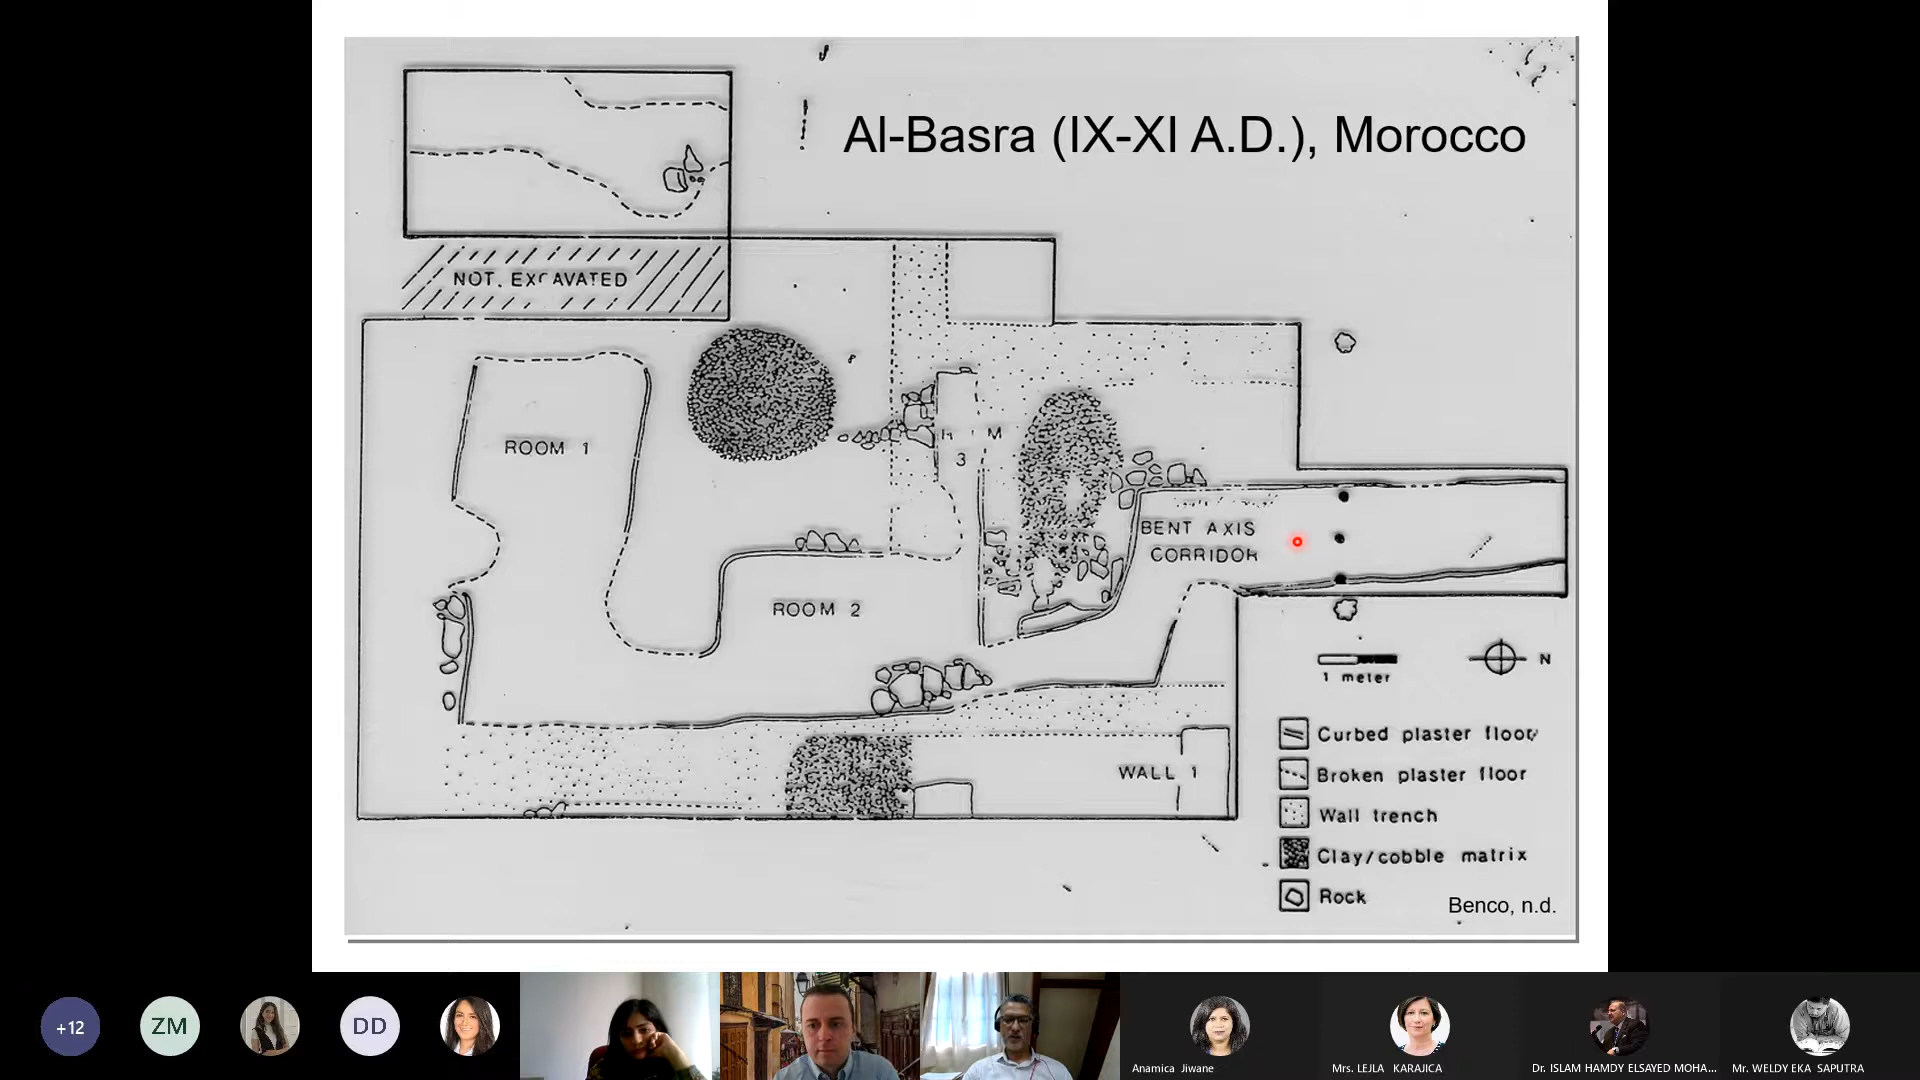 Al-Basra (IX-XI A.D.), Morocco
NOT. EXCAVATED
ROOM 1
M
3
BENT AXIS
CORRIDOR
ROOM 2
1 meter
N
WALL 1
Curbed plaster floor
Broken plaster floor
Wall trench
Clay/cobble matrix
Rock
Benco, n.d.
+12
ZM
DD
Anamica Jiwane
Mrs. LEJLA KARAJICA
Dr. ISLAM HAMDY ELSAYED MOHA...
Mr. WELDY EKA SAPUTRA